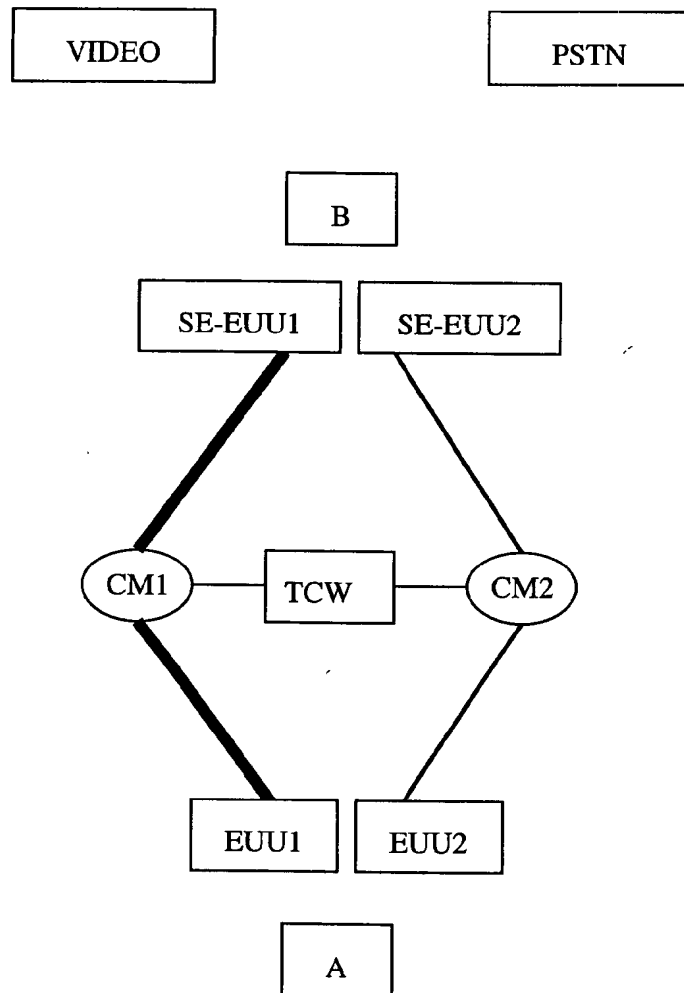 VIDEO
PSTN
B
SE-EUU1
SE-EUU2
CM1
TCW
CM2
EUU1
EUU2
A